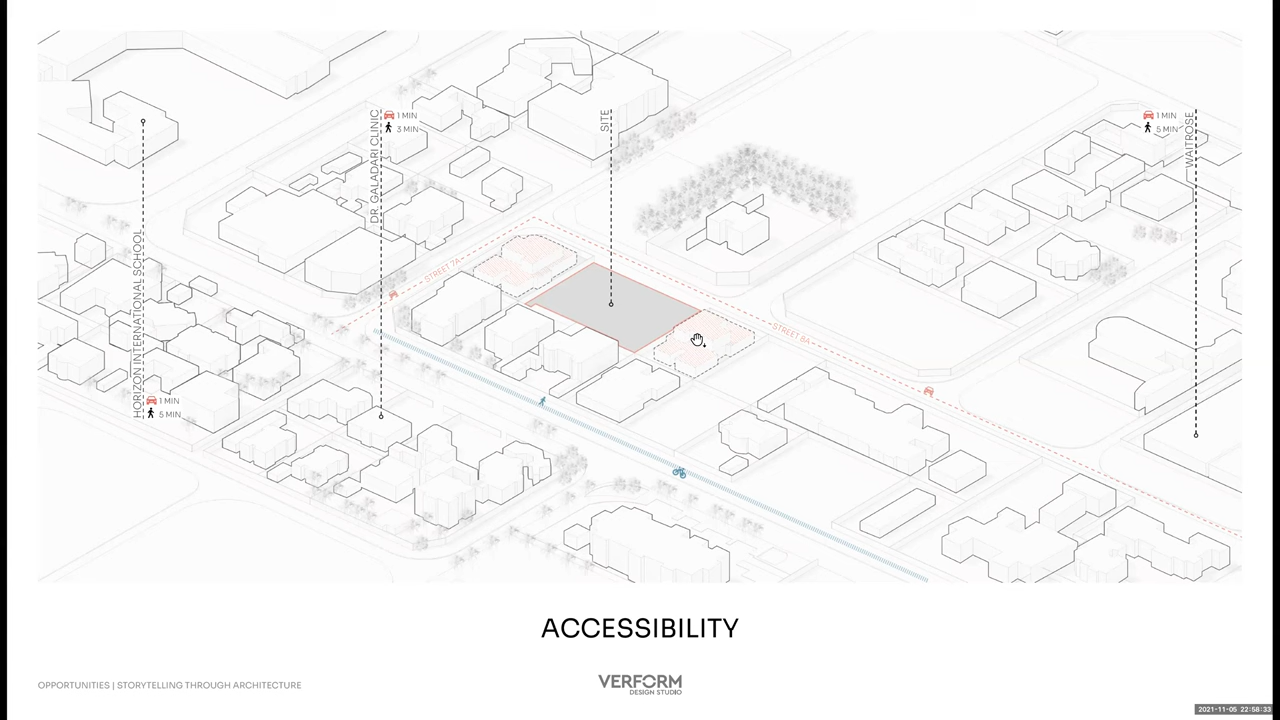 DR. GALADARI CLINIC
1 MIN
3 MIN
SITE
1 MIN
5 MIN
WAITROSE
HORIZON INTERNATIONAL SCHOOL
1 MIN
5 MIN
STREET 7A
STREET 8A
ACCESSIBILITY
OPPORTUNITIES | STORYTELLING THROUGH ARCHITECTURE
VERFORM
DESIGN STUDIO
2021-11-05 22:58:33